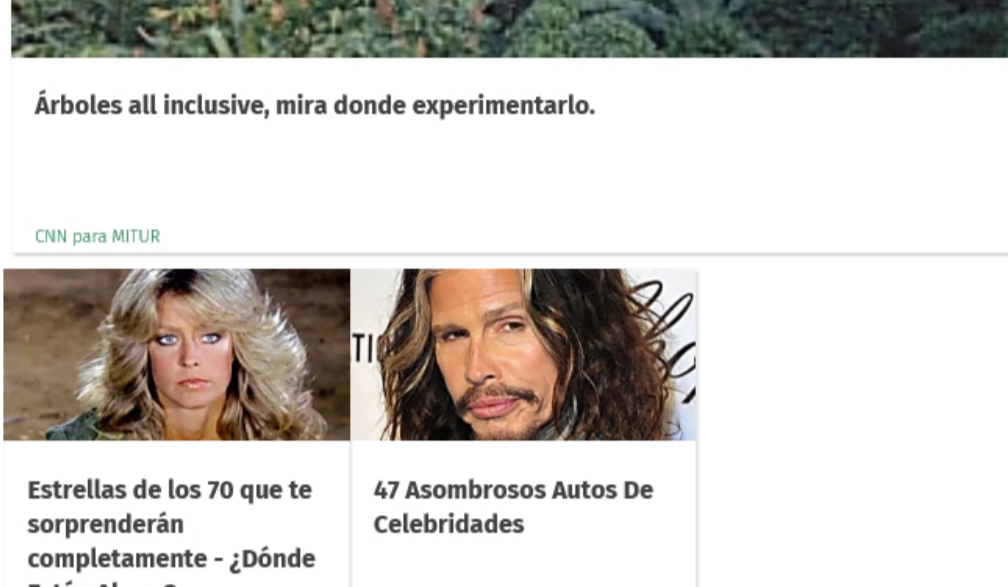 Árboles all inclusive, mira donde experimentarlo.
CNN para MITUR
TI
Estrellas de los 70 que te
sorprenderán
completamente - ¿Dónde
47 Asombrosos Autos De
Celebridades